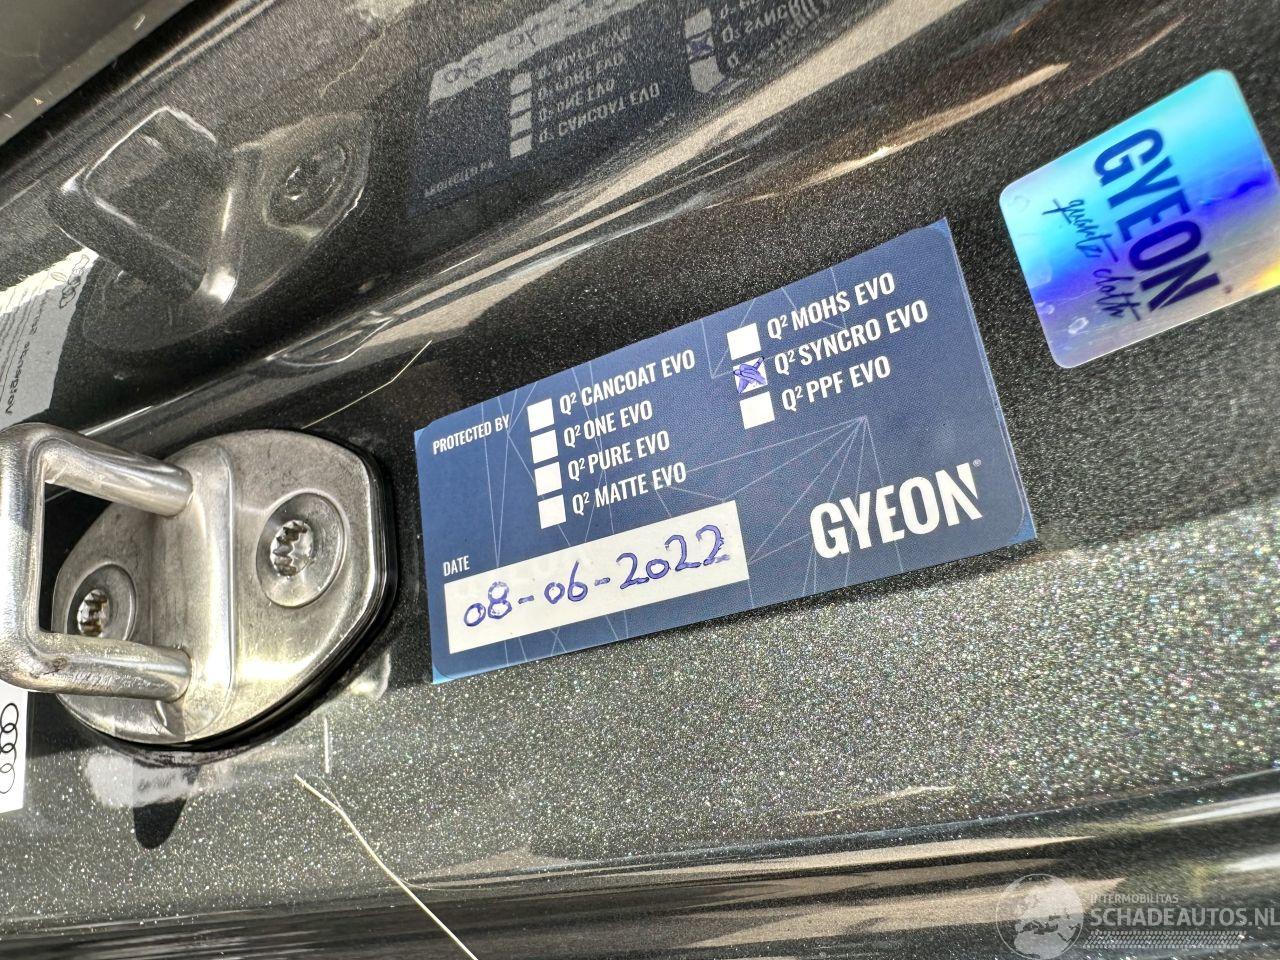 PROTECTED BY
Q² CANCOAT EVO
Q² ONE EVO
Q² PURE EVO
Q² MATTE EVO
Q² MOHS EVO
Q² SYNCRO EVO
Q² PPF EVO
DATE
08-06-2022
GYEON®
GYEON
quartz cloth
INTERMOBILITAS
SCHADEAUTOS.NL